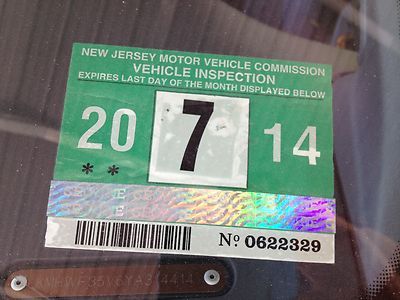 NEW JERSEY MOTOR VEHICLE COMMISSION
VEHICLE INSPECTION
EXPIRES LAST DAY OF THE MONTH DISPLAYED BELOW
20 7 14
**
Nº 0622329